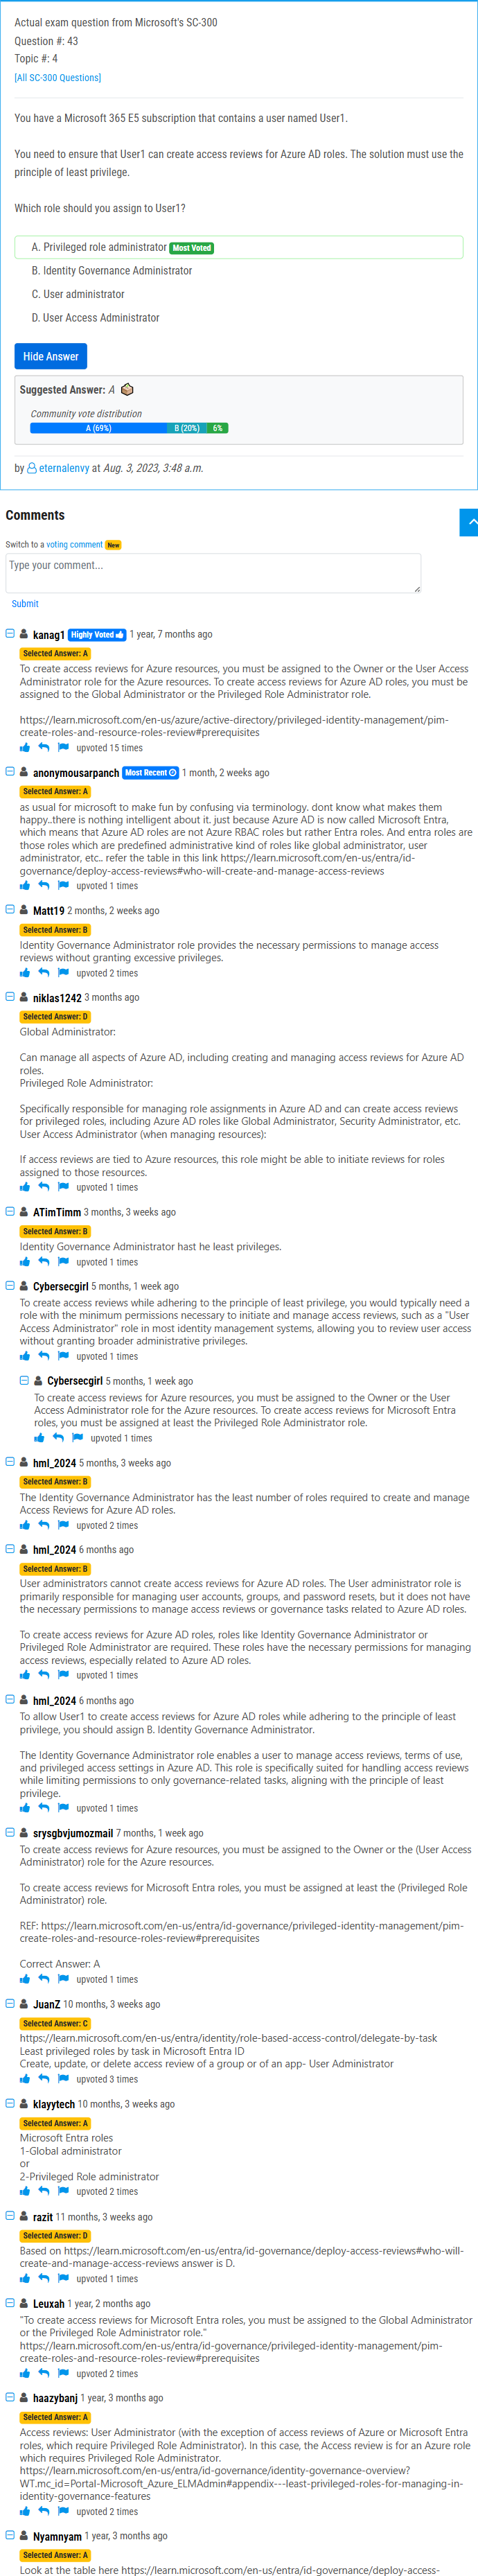 Actual exam question from Microsoft's SC-300
Question #: 43
Topic #: 4
[All SC-300 Questions]
You have a Microsoft 365 E5 subscription that contains a user named User1.
You need to ensure that User1 can create access reviews for Azure AD roles. The solution must use the
principle of least privilege.
Which role should you assign to User1?
A. Privileged role administrator Most Voted
B. Identity Governance Administrator
C. User administrator
D. User Access Administrator
Hide Answer
Suggested Answer: A
Community vote distribution
A (69%) B (20%) 6%
by eternalenvy at Aug. 3, 2023, 3:48 a.m.
Comments
Switch to a voting comment New
Type your comment...
Submit
kanag1 Highly Voted 1 year, 7 months ago
Selected Answer: A
To create access reviews for Azure resources, you must be assigned to the Owner or the User Access
Administrator role for the Azure resources. To create access reviews for Azure AD roles, you must be
assigned to the Global Administrator or the Privileged Role Administrator role.
https://learn.microsoft.com/en-us/azure/active-directory/privileged-identity-management/pim-
create-roles-and-resource-roles-review#prerequisites
upvoted 15 times
anonymousarpanch Most Recent 1 month, 2 weeks ago
Selected Answer: A
as usual for microsoft to make fun by confusing via terminology. dont know what makes them
happy..there is nothing intelligent about it. just because Azure AD is now called Microsoft Entra,
which means that Azure AD roles are not Azure RBAC roles but rather Entra roles. And entra roles are
those roles which are predefined administrative kind of roles like global administrator, user
administrator, etc.. refer the table in this link https://learn.microsoft.com/en-us/entra/id-
governance/deploy-access-reviews#who-will-create-and-manage-access-reviews
upvoted 1 times
Matt19 2 months, 2 weeks ago
Selected Answer: B
Identity Governance Administrator role provides the necessary permissions to manage access
reviews without granting excessive privileges.
upvoted 2 times
niklas1242 3 months ago
Selected Answer: D
Global Administrator:
Can manage all aspects of Azure AD, including creating and managing access reviews for Azure AD
roles.
Privileged Role Administrator:
Specifically responsible for managing role assignments in Azure AD and can create access reviews
for privileged roles, including Azure AD roles like Global Administrator, Security Administrator, etc.
User Access Administrator (when managing resources):
If access reviews are tied to Azure resources, this role might be able to initiate reviews for roles
assigned to those resources.
upvoted 1 times
ATimTimm 3 months, 3 weeks ago
Selected Answer: B
Identity Governance Administrator hast he least privileges.
upvoted 1 times
Cybersecgirl 5 months, 1 week ago
To create access reviews while adhering to the principle of least privilege, you would typically need a
role with the minimum permissions necessary to initiate and manage access reviews, such as a "User
Access Administrator" role in most identity management systems, allowing you to review user access
without granting broader administrative privileges.
upvoted 1 times
Cybersecgirl 5 months, 1 week ago
To create access reviews for Azure resources, you must be assigned to the Owner or the User
Access Administrator role for the Azure resources. To create access reviews for Microsoft Entra
roles, you must be assigned at least the Privileged Role Administrator role.
upvoted 1 times
hml_2024 5 months, 3 weeks ago
Selected Answer: B
The Identity Governance Administrator has the least number of roles required to create and manage
Access Reviews for Azure AD roles.
upvoted 2 times
hml_2024 6 months ago
Selected Answer: B
User administrators cannot create access reviews for Azure AD roles. The User administrator role is
primarily responsible for managing user accounts, groups, and password resets, but it does not have
the necessary permissions to manage access reviews or governance tasks related to Azure AD roles.
To create access reviews for Azure AD roles, roles like Identity Governance Administrator or
Privileged Role Administrator are required. These roles have the necessary permissions for managing
access reviews, especially related to Azure AD roles.
upvoted 1 times
hml_2024 6 months ago
To allow User1 to create access reviews for Azure AD roles while adhering to the principle of least
privilege, you should assign B. Identity Governance Administrator.
The Identity Governance Administrator role enables a user to manage access reviews, terms of use,
and privileged access settings in Azure AD. This role is specifically suited for handling access reviews
while limiting permissions to only governance-related tasks, aligning with the principle of least
privilege.
upvoted 1 times
srysgbvjumozmail 7 months, 1 week ago
To create access reviews for Azure resources, you must be assigned to the Owner or the (User Access
Administrator) role for the Azure resources.
To create access reviews for Microsoft Entra roles, you must be assigned at least the (Privileged Role
Administrator) role.
REF: https://learn.microsoft.com/en-us/entra/id-governance/privileged-identity-management/pim-
create-roles-and-resource-roles-review#prerequisites
Correct Answer: A
upvoted 1 times
JuanZ 10 months, 3 weeks ago
Selected Answer: C
https://learn.microsoft.com/en-us/entra/identity/role-based-access-control/delegate-by-task
Least privileged roles by task in Microsoft Entra ID
Create, update, or delete access review of a group or of an app- User Administrator
upvoted 3 times
klayytech 10 months, 3 weeks ago
Selected Answer: A
Microsoft Entra roles
1-Global administrator
or
2-Privileged Role administrator
upvoted 2 times
razit 11 months, 3 weeks ago
Selected Answer: D
Based on https://learn.microsoft.com/en-us/entra/id-governance/deploy-access-reviews#who-will-
create-and-manage-access-reviews answer is D.
upvoted 1 times
Leuxah 1 year, 2 months ago
"To create access reviews for Microsoft Entra roles, you must be assigned to the Global Administrator
or the Privileged Role Administrator role."
https://learn.microsoft.com/en-us/entra/id-governance/privileged-identity-management/pim-
create-roles-and-resource-roles-review#prerequisites
upvoted 2 times
haazybanj 1 year, 3 months ago
Selected Answer: A
Access reviews: User Administrator (with the exception of access reviews of Azure or Microsoft Entra
roles, which require Privileged Role Administrator). In this case, the Access review is for an Azure role
which requires Privileged Role Administrator.
https://learn.microsoft.com/en-us/entra/id-governance/identity-governance-overview?
WT.mc_id=Portal-Microsoft_Azure_ELMAdmin#appendix---least-privileged-roles-for-managing-in-
identity-governance-features
upvoted 2 times
Nyamnyam 1 year, 3 months ago
Selected Answer: A
Look at the table here https://learn.microsoft.com/en-us/entra/id-governance/deploy-access-